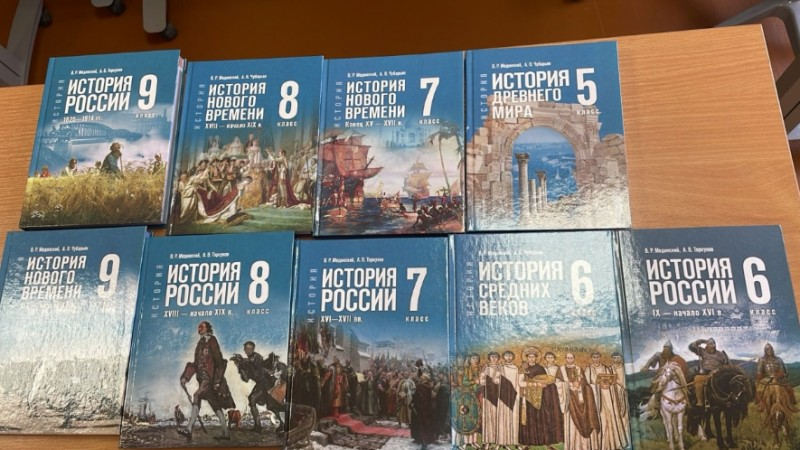 В. Р. Мединский, А. В. Торкунов
ИСТОРИЯ
ИСТОРИЯ
РОССИИ
9
класс
В. Р. Мединский, А. О. Чубарьян
ИСТОРИЯ
ИСТОРИЯ
НОВОГО
ВРЕМЕНИ
XVIII — начало XIX в.
8
класс
В. Р. Мединский, А. О. Чубарьян
ИСТОРИЯ
ИСТОРИЯ
НОВОГО
ВРЕМЕНИ
Конец XV — XVII в.
7
класс
В. Р. Мединский, А. О. Чубарьян
ИСТОРИЯ
ИСТОРИЯ
ДРЕВНЕГО
МИРА
5
класс
В. Р. Мединский, А. О. Чубарьян
ИСТОРИЯ
ИСТОРИЯ
НОВОГО
ВРЕМЕНИ
9
В. Р. Мединский, А. В. Торкунов
ИСТОРИЯ
ИСТОРИЯ
РОССИИ
XVIII — начало XIX в.
8
класс
В. Р. Мединский, А. В. Торкунов
ИСТОРИЯ
ИСТОРИЯ
РОССИИ
XVI—XVII вв.
7
класс
ИСТОРИЯ
ИСТОРИЯ
СРЕДНИХ
ВЕКОВ
6
класс
В. Р. Мединский, А. В. Торкунов
ИСТОРИЯ
ИСТОРИЯ
РОССИИ
IX — начало XVI в.
6
класс